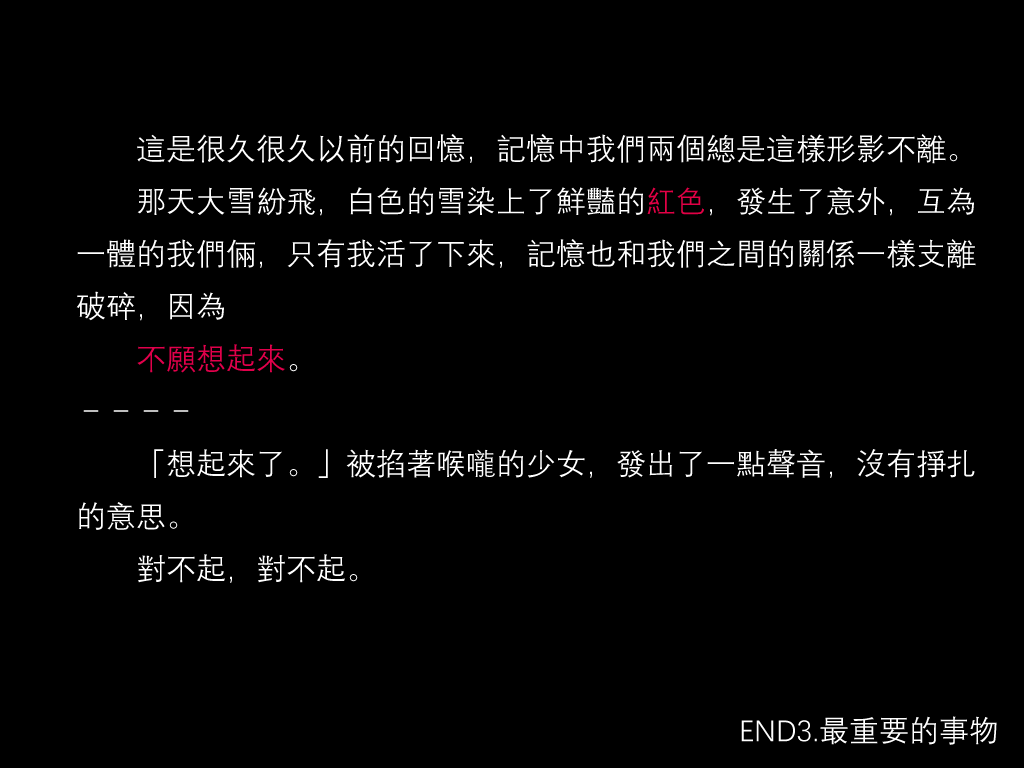 這是很久很久以前的回憶，記憶中我們兩個總是這樣形影不離。
那天大雪紛飛，白色的雪染上了鮮豔的紅色，發生了意外，互為
一體的我們倆，只有我活了下來，記憶也和我們之間的關係一樣支離
破碎，因為
不願想起來。
－－－－
「想起來了。」被掐著喉嚨的少女，發出了一點聲音，沒有掙扎
的意思。
對不起，對不起。
END3.最重要的事物